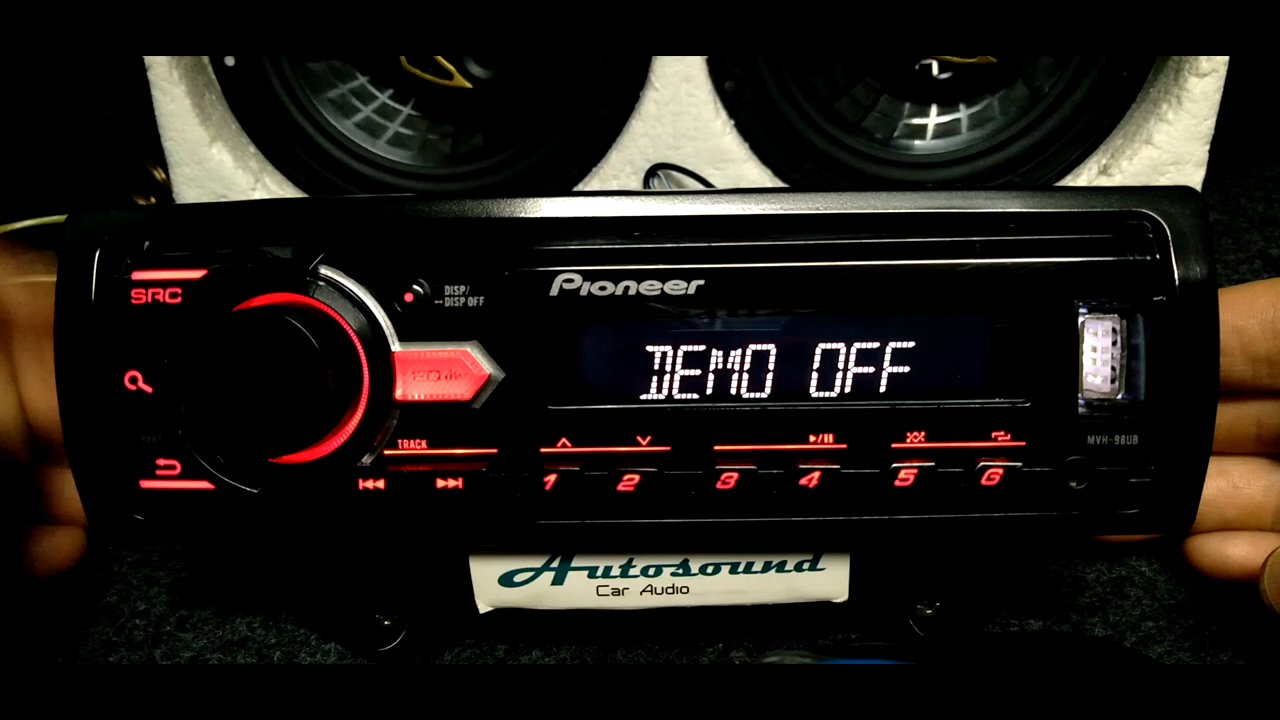 SRC
DISP/
DISP OFF
Pioneer
DEMO OFF
MVH-98UB
TRACK
1 2 3 4 5 6
Autosound
Car Audio